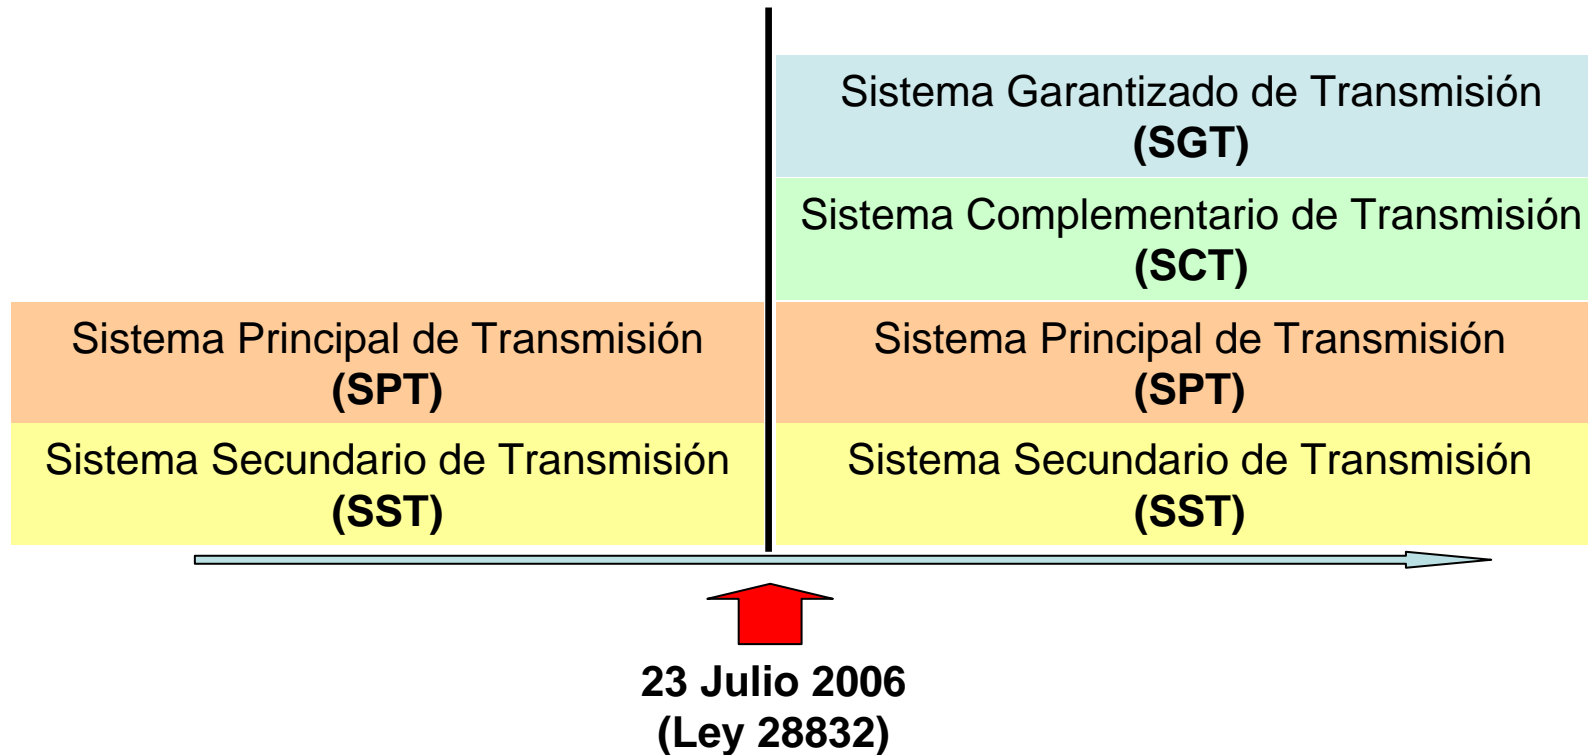 Sistema Garantizado de Transmisión
(SGT)
Sistema Complementario de Transmisión
(SCT)
Sistema Principal de Transmisión
(SPT)
Sistema Principal de Transmisión
(SPT)
Sistema Secundario de Transmisión
(SST)
Sistema Secundario de Transmisión
(SST)
23 Julio 2006
(Ley 28832)